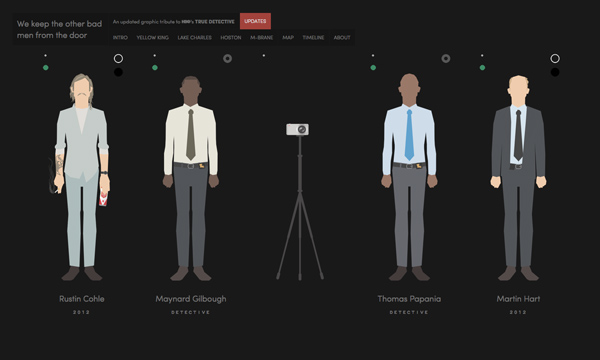 We keep the other bad
men from the door
An updated graphic tribute to HBO's TRUE DETECTIVE
UPDATES
INTRO YELLOW KING LAKE CHARLES HOXTON M-BRANE MAP TIMELINE ABOUT
Rustin Cohle
2012
Maynard Gilbough
DETECTIVE
Thomas Papania
DETECTIVE
Martin Hart
2012